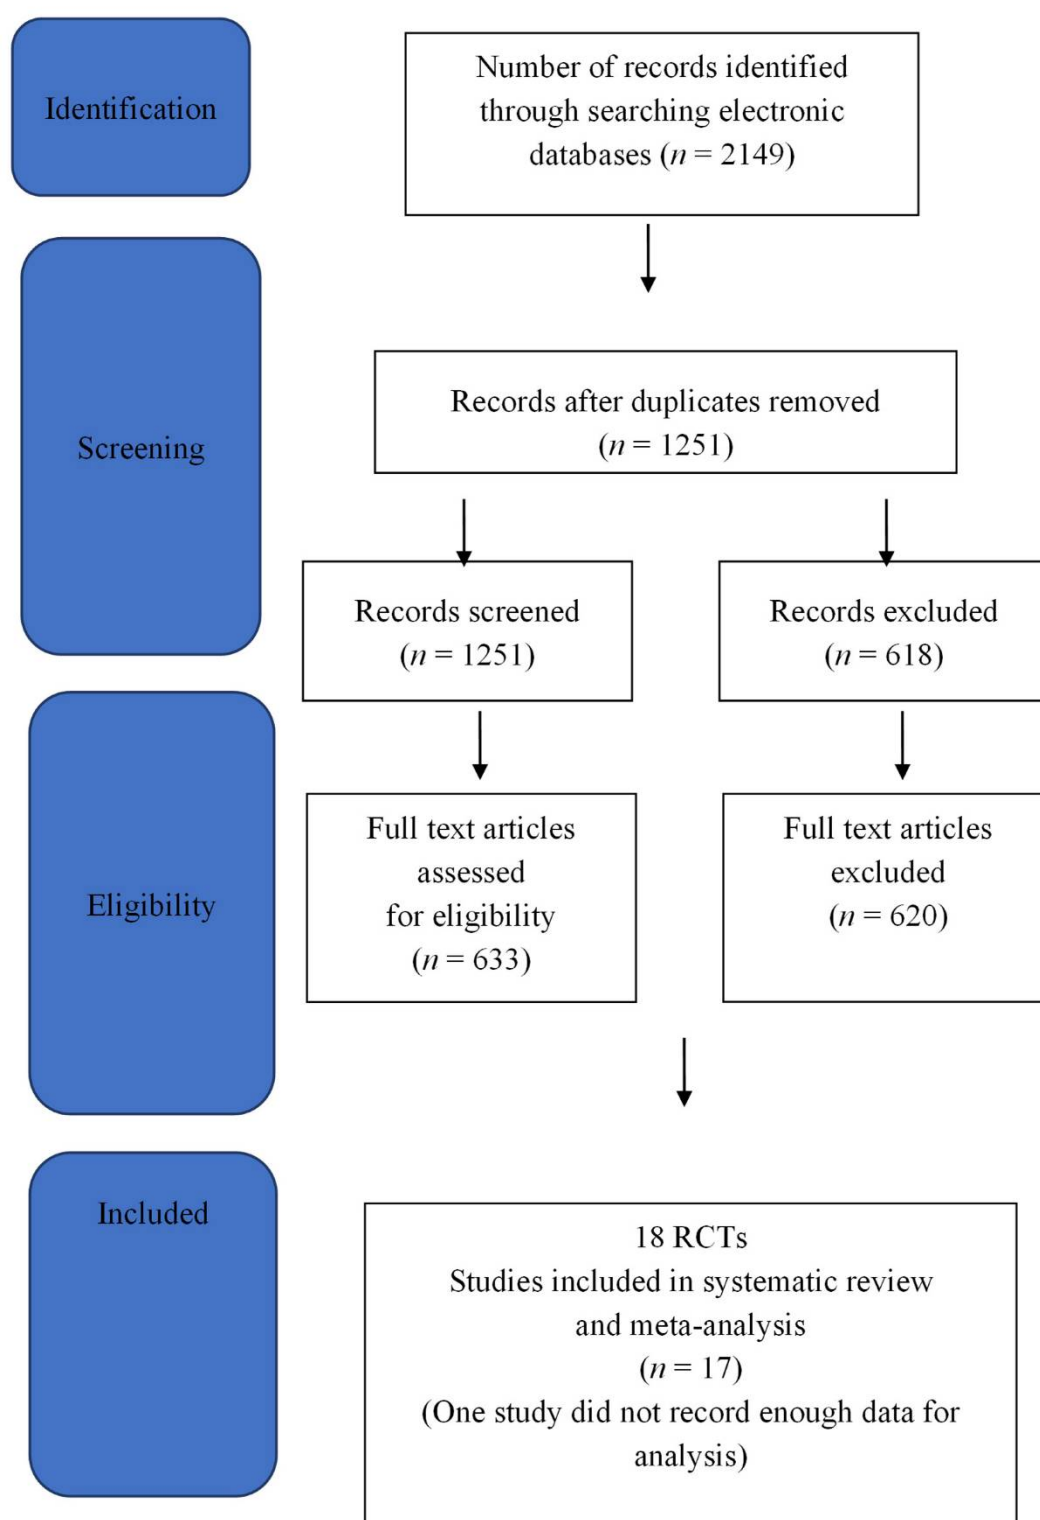 Identification
Number of records identified
through searching electronic
databases (n = 2149)
Screening
Records after duplicates removed
(n = 1251)
Records screened
(n = 1251)
Records excluded
(n = 618)
Eligibility
Full text articles
assessed
for eligibility
(n = 633)
Full text articles
excluded
(n = 620)
Included
18 RCTs
Studies included in systematic review
and meta-analysis
(n = 17)
(One study did not record enough data for
analysis)